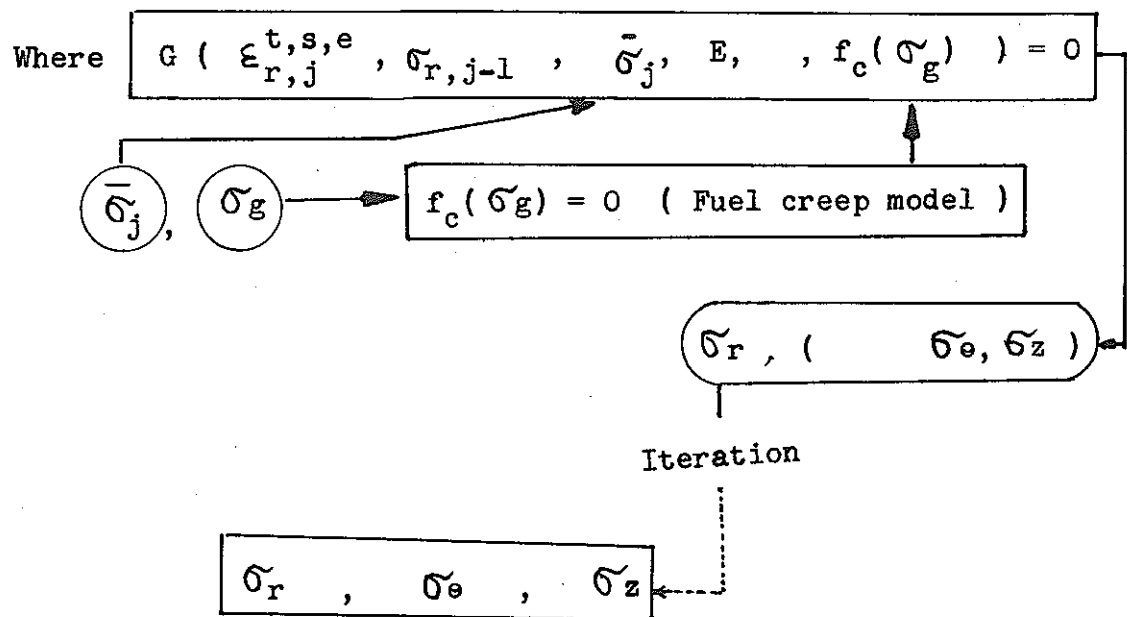 Where G ( ε_{r,j}^{t,s,e} , σ_{r,j-1} , σ̄_j, E, , f_c(σ_g) ) = 0
σ̄_j , σ_g f_c(σ_g) = 0 ( Fuel creep model )
σ_r , ( σ_θ, σ_z )
Iteration
σ_r , σ_θ , σ_z